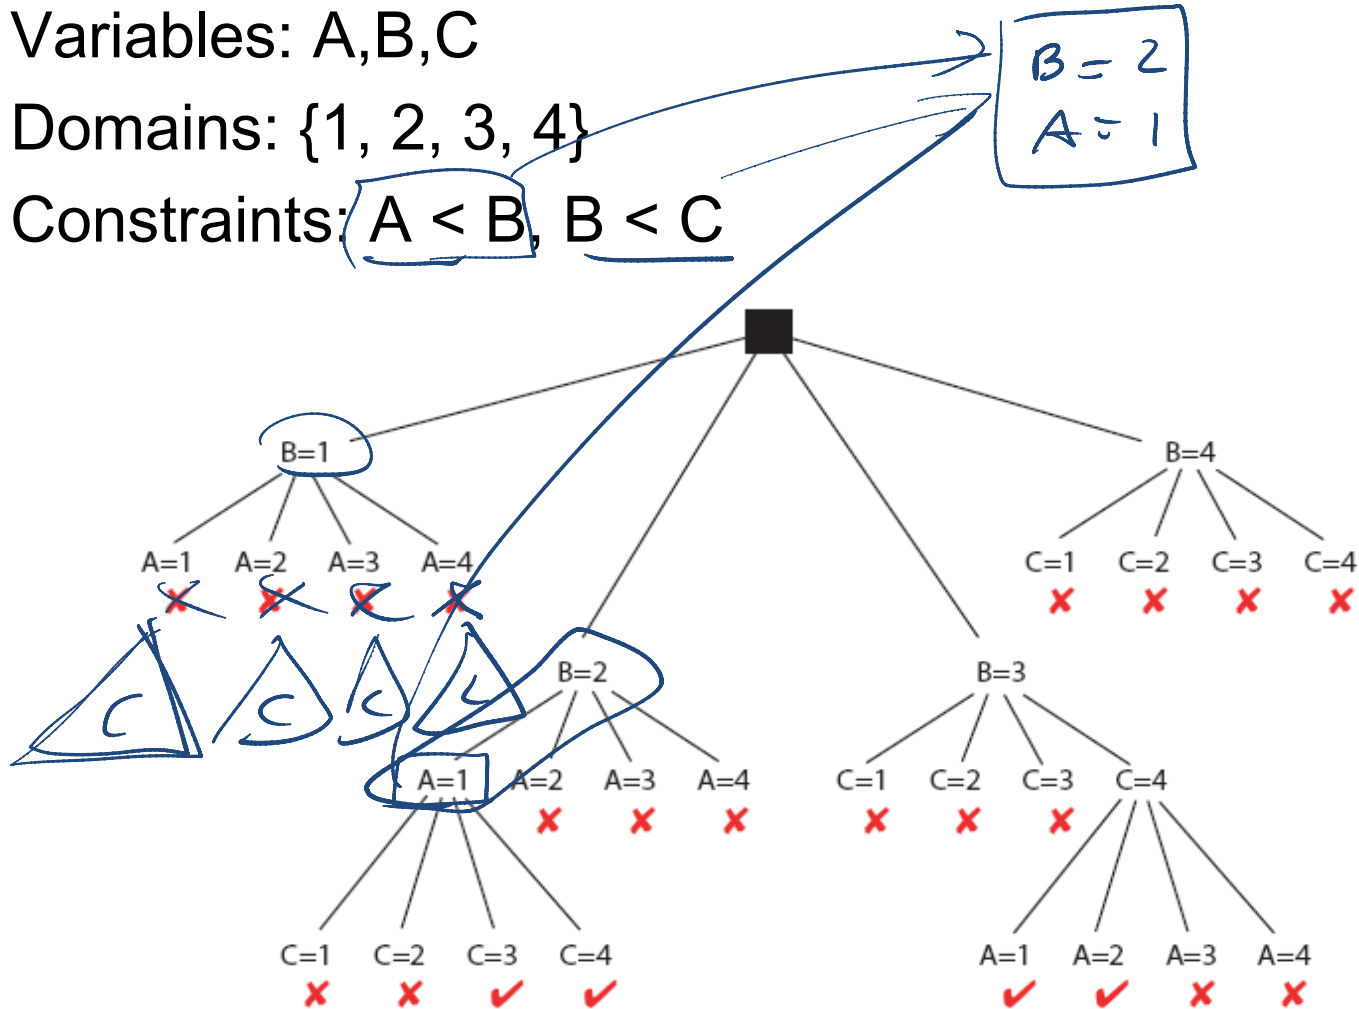 Variables: A,B,C
B = 2
Domains: {1, 2, 3, 4}
A = 1
Constraints: A < B, B < C
B=1 B=4
A=1 A=2 A=3 A=4 C=1 C=2 C=3 C=4
B=2 B=3
C C C C
A=1 A=2 A=3 A=4 C=1 C=2 C=3 C=4
C=1 C=2 C=3 C=4 A=1 A=2 A=3 A=4